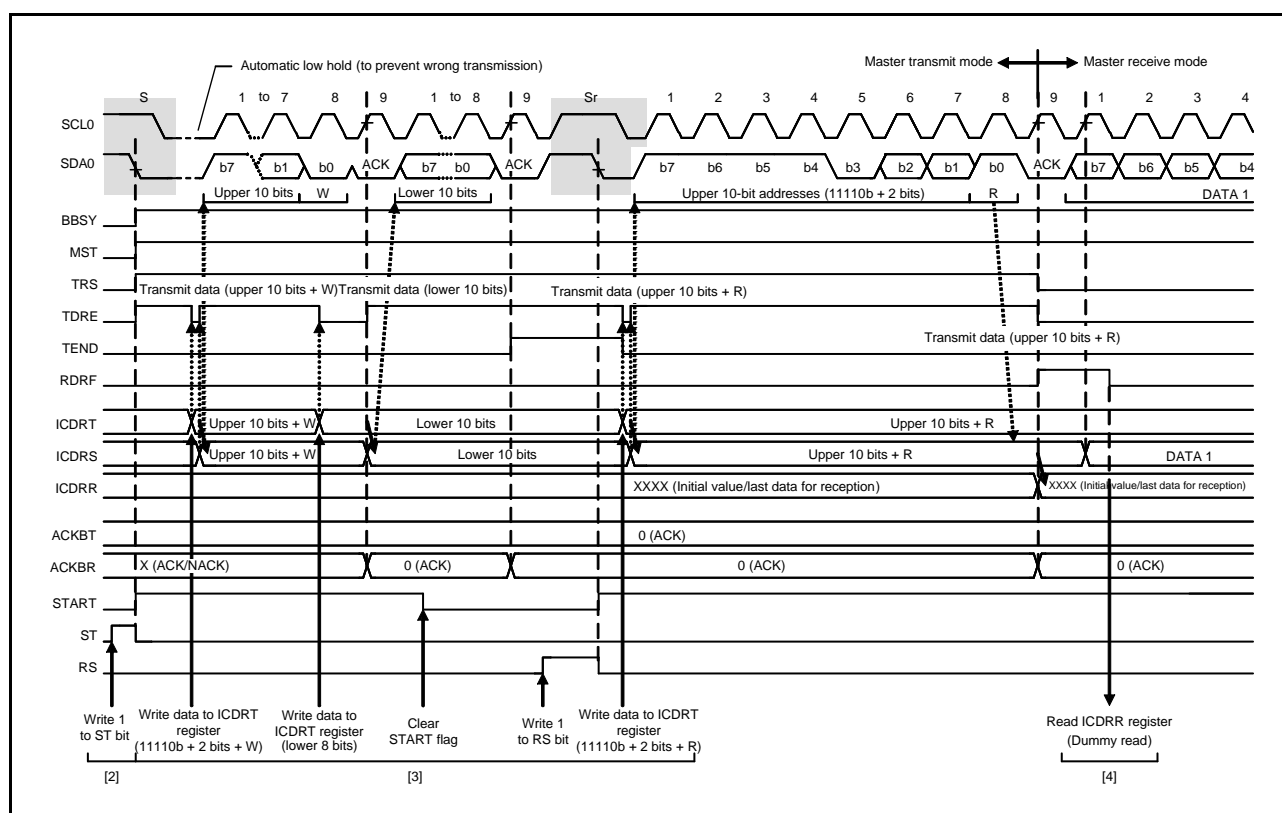 Master transmit mode Master receive mode
Automatic low hold (to prevent wrong transmission)
S 1 to 7 8 9 1 to 8 9 Sr 1 2 3 4 5 6 7 8 9 1 2 3 4
SCL0
SDA0 b7 b1 b0 ACK b7 b0 ACK b7 b6 b5 b4 b3 b2 b1 b0 ACK b7 b6 b5 b4
Upper 10 bits W Lower 10 bits Upper 10-bit addresses (11110b + 2 bits) R DATA 1
BBSY
MST
TRS
Transmit data (upper 10 bits + W) Transmit data (lower 10 bits) Transmit data (upper 10 bits + R)
TDRE
Transmit data (upper 10 bits + R)
TEND
RDRF
ICDRT Upper 10 bits + W Lower 10 bits Upper 10 bits + R
ICDRS Upper 10 bits + W Lower 10 bits Upper 10 bits + R DATA 1
ICDRR XXXX (Initial value/last data for reception) XXXX (Initial value/last data for reception)
ACKBT 0 (ACK)
ACKBR X (ACK/NACK) 0 (ACK) 0 (ACK) 0 (ACK)
START
ST
RS
Write 1
to ST bit
Write data to ICDRT
register
(11110b + 2 bits + W)
Write data to
ICDRT register
(lower 8 bits)
Clear
START flag
Write 1
to RS bit
Write data to ICDRT
register
(11110b + 2 bits + R)
Read ICDRR register
(Dummy read)
[2] [3] [4]